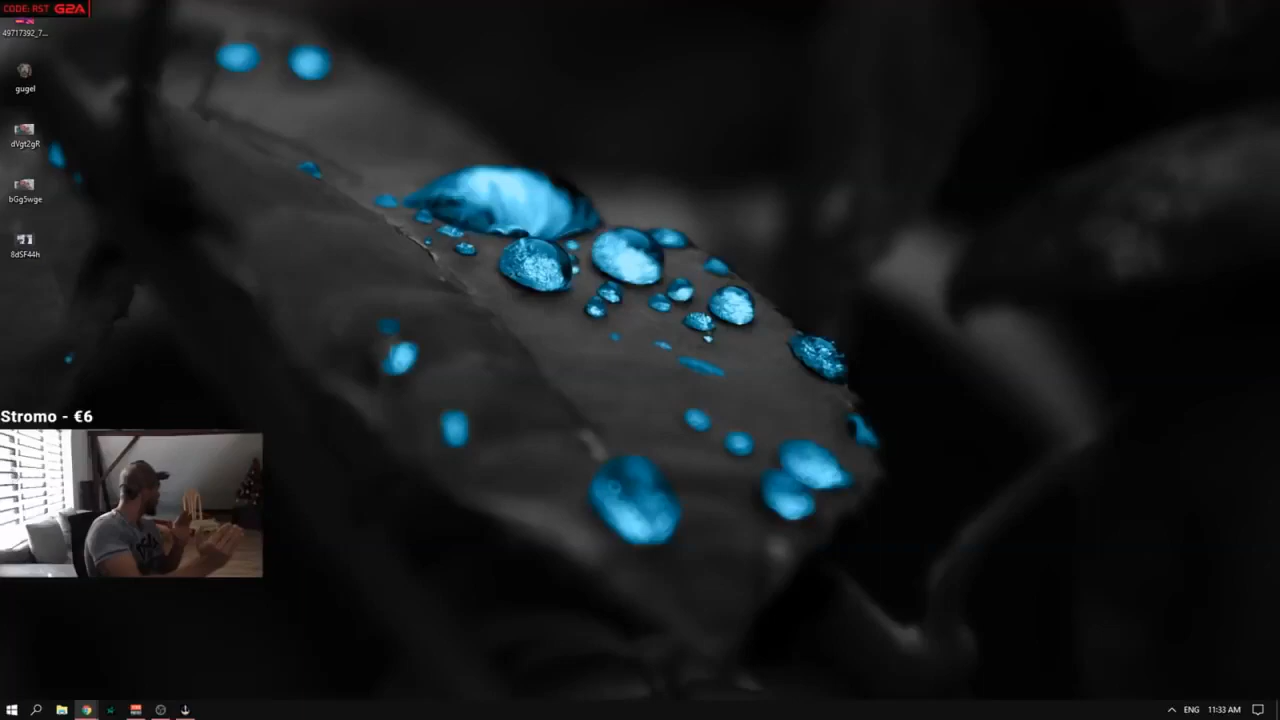 CODE: RST G2A
49717392_7...
gugel
dVgt2gR
bGg5wge
8dSF44h
Stromo - €6
ENG 11:33 AM